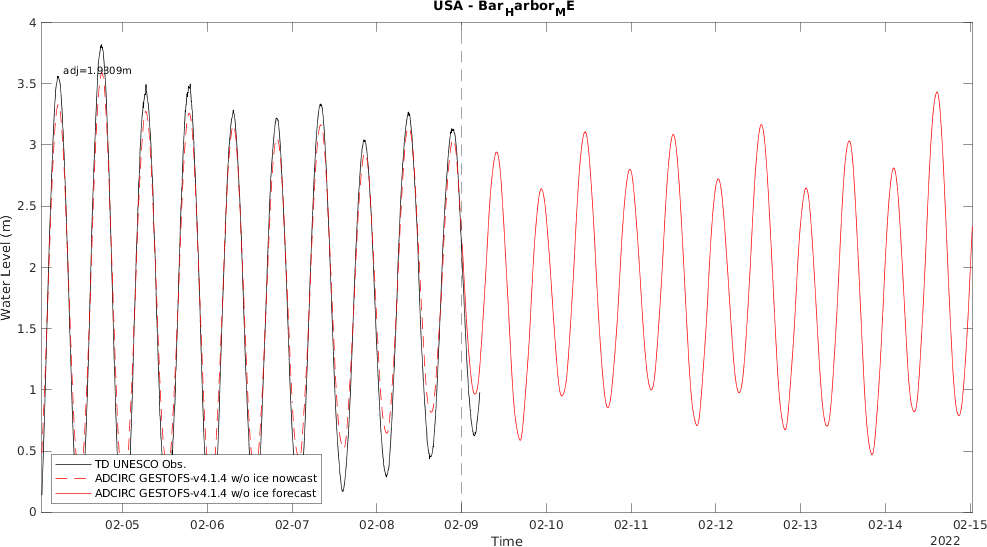 USA - Bar_Harbor_ME
adj=1.9309m
4
3.5
3
2.5
2
1.5
1
0.5
0
Water Level (m)
TD UNESCO Obs.
ADCIRC GESTOFS-v4.1.4 w/o ice nowcast
ADCIRC GESTOFS-v4.1.4 w/o ice forecast
02-05 02-06 02-07 02-08 02-09 02-10 02-11 02-12 02-13 02-14 02-15
Time
2022